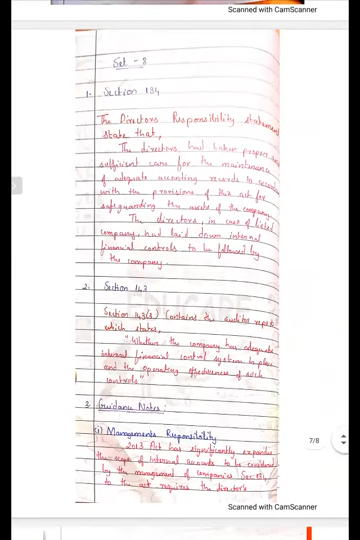 Scanned with CamScanner
Set - 8
1. Section 134
The Directors Responsibility statement
state that,
The directors had taken proper and
sufficient care for the maintenance
of adequate accounting records in accordance
with the provisions of this act for
safeguarding the assets of the company
The directors, in case of listed
company, had laid down internal
financial controls to be followed by
the company.
2. Section 143
Section 143(3) Contains the auditors report
which states,
"Whether the company has adequate
internal financial control system in place
and the operating effectiveness of such
controls"
3. Guidance Notes:
(i) Managements Responsibility
2013 Act has significantly expanded
the scope of internal to be considered
by the management of companies Sec 134
to the act requires the director's
7/8
Scanned with CamScanner